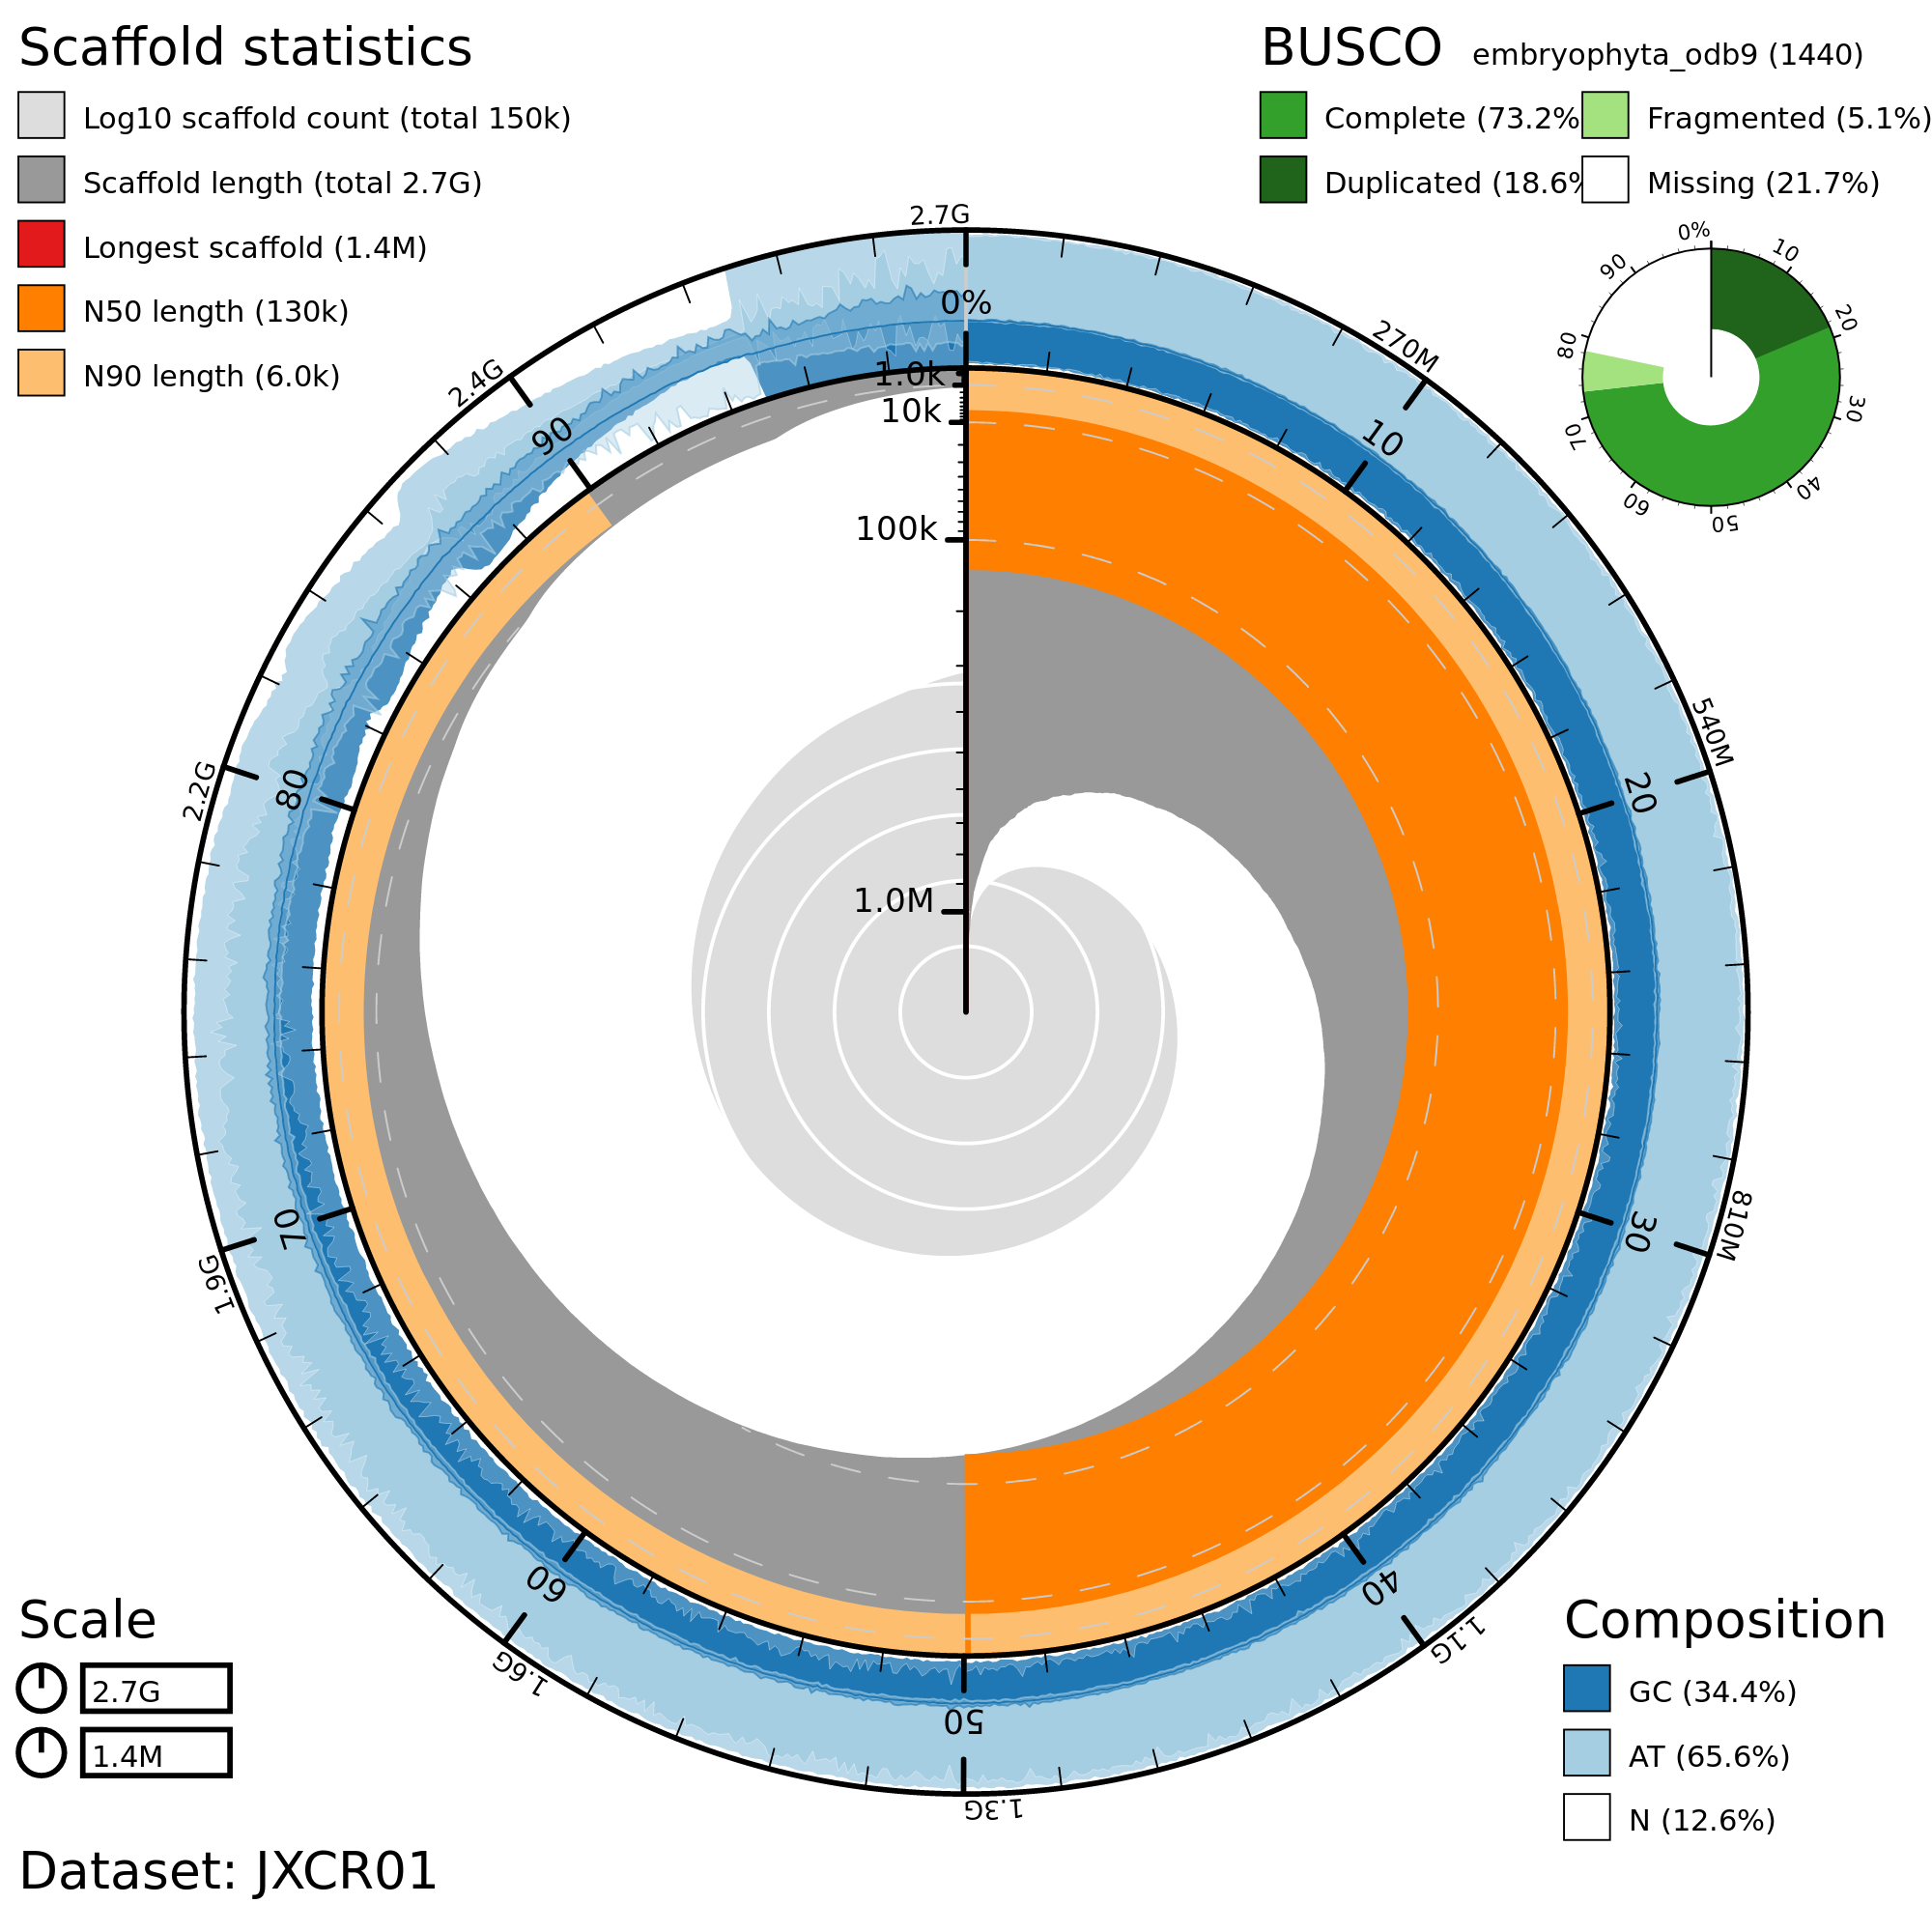 Scaffold statistics
Log10 scaffold count (total 150k)
Scaffold length (total 2.7G)
Longest scaffold (1.4M)
N50 length (130k)
N90 length (6.0k)
BUSCO embryophyta_odb9 (1440)
Complete (73.2%
Fragmented (5.1%)
Duplicated (18.6%
Missing (21.7%)
0%
10
20
30
40
50
60
70
80
90
2.7G
270M
540M
810M
1.1G
1.3G
1.6G
1.9G
2.2G
2.4G
0%
10
20
30
40
50
60
70
80
90
1.0k
10k
100k
1.0M
Scale
2.7G
1.4M
Composition
GC (34.4%)
AT (65.6%)
N (12.6%)
Dataset: JXCR01